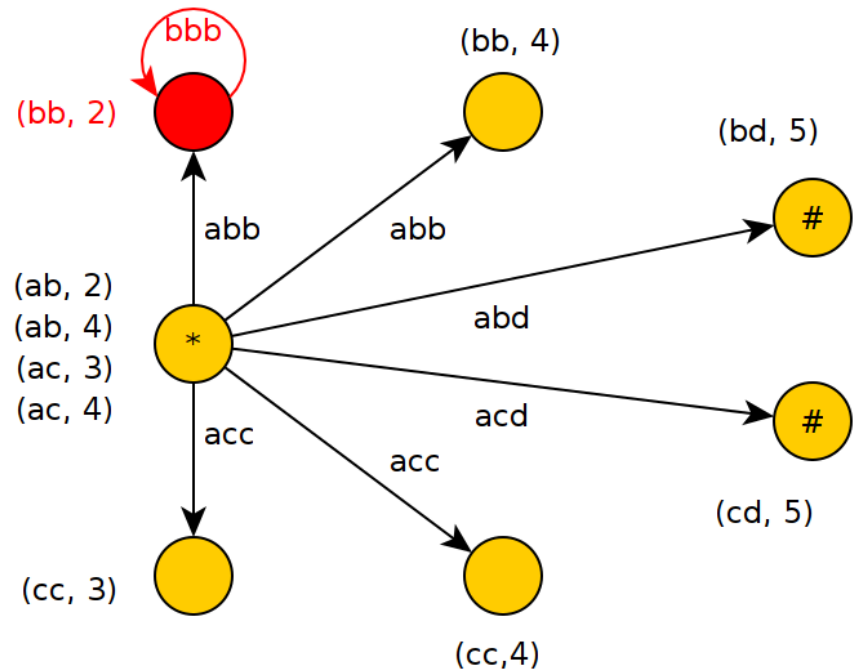 bbb
(bb, 4)
(bb, 2)
(bd, 5)
#
abb
abb
(ab, 2)
(ab, 4)
(ac, 3)
(ac, 4)
*
abd
acd
#
acc
acc
(cd, 5)
(cc, 3)
(cc,4)